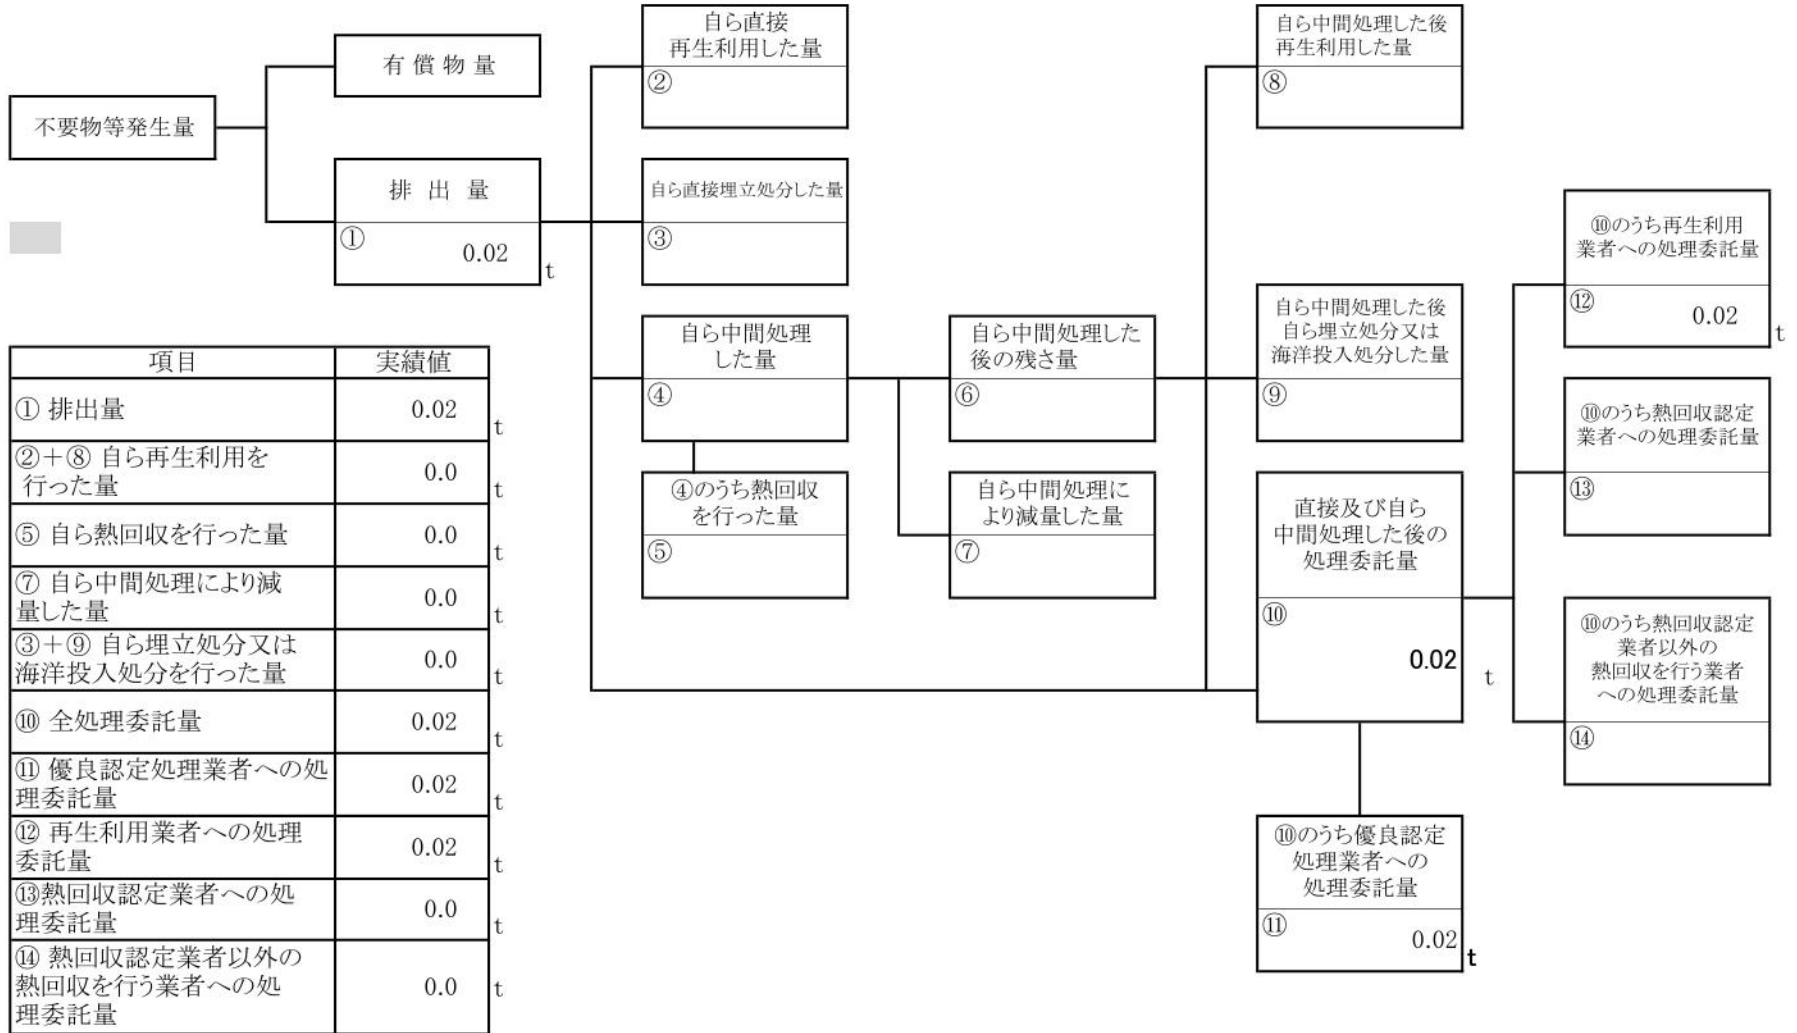 不要物等発生量
有償物量
排出量
①
0.02
t
自ら直接
再生利用した量
②
自ら直接埋立処分した量
③
自ら中間処理
した量
④
④のうち熱回収
を行った量
⑤
自ら中間処理した
後の残さ量
⑥
自ら中間処理に
より減量した量
⑦
自ら中間処理した後
再生利用した量
⑧
自ら中間処理した後
自ら埋立処分又は
海洋投入処分した量
⑨
直接及び自ら
中間処理した後の
処理委託量
⑩
0.02
t
⑩のうち優良認定
処理業者への
処理委託量
⑪
0.02
t
⑩のうち再生利用
業者への処理委託量
⑫
0.02
t
⑩のうち熱回収認定
業者への処理委託量
⑬
⑩のうち熱回収認定
業者以外の
熱回収を行う業者
への処理委託量
⑭
項目 実績値
① 排出量 0.02 t
②+⑧ 自ら再生利用を
行った量 0.0 t
⑤ 自ら熱回収を行った量 0.0 t
⑦ 自ら中間処理により減
量した量 0.0 t
③+⑨ 自ら埋立処分又は
海洋投入処分を行った量 0.0 t
⑩ 全処理委託量 0.02 t
⑪ 優良認定処理業者への処
理委託量 0.02 t
⑫ 再生利用業者への処理
委託量 0.02 t
⑬熱回収認定業者への処
理委託量 0.0 t
⑭ 熱回収認定業者以外の
熱回収を行う業者への処
理委託量 0.0 t